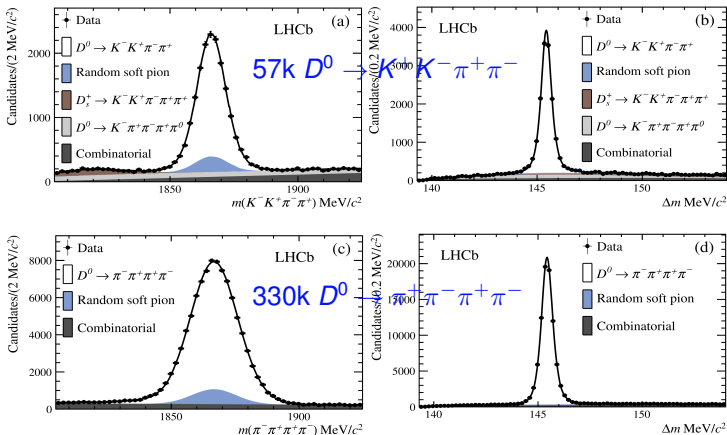 Candidates/(2 MeV/c²)
2000
1000
0
1850
1900
m(K⁻K⁺π⁻π⁺) MeV/c²
(a)
LHCb
Data
D⁰ → K⁻K⁺π⁻π⁺
Random soft pion
Dₛ⁺ → K⁻K⁺π⁻π⁺π⁺
D⁰ → K⁻π⁺π⁻π⁺π⁰
Combinatorial
57k D⁰ → K⁺K⁻π⁺π⁻
Candidates/(0.2 MeV/c²)
4000
2000
0
140
145
150
Δm MeV/c²
(b)
LHCb
Data
D⁰ → K⁻K⁺π⁻π⁺
Random soft pion
Dₛ⁺ → K⁻K⁺π⁻π⁺π⁺
D⁰ → K⁻π⁺π⁻π⁺π⁰
Combinatorial
Candidates/(2 MeV/c²)
8000
6000
4000
2000
0
1850
1900
m(π⁻π⁺π⁺π⁻) MeV/c²
(c)
LHCb
Data
D⁰ → π⁻π⁺π⁺π⁻
Random soft pion
Combinatorial
330k D⁰ → π⁺π⁻π⁺π⁻
Candidates/(0.2 MeV/c²)
20000
15000
10000
5000
0
140
145
150
Δm MeV/c²
(d)
LHCb
Data
D⁰ → π⁻π⁺π⁺π⁻
Random soft pion
Combinatorial